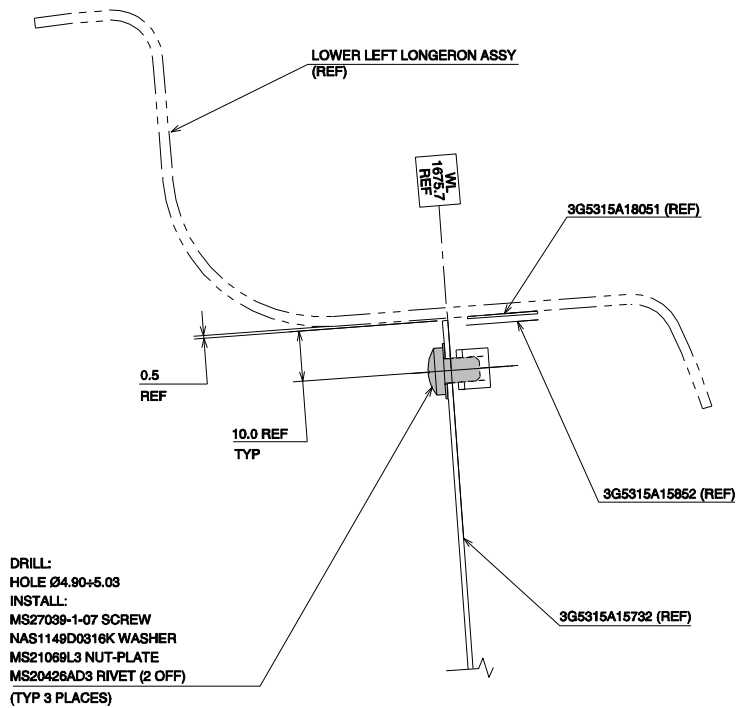 LOWER LEFT LONGERON ASSY
(REF)
WL
1675.7
REF
3G5315A18051 (REF)
0.5
REF
10.0 REF
TYP
3G5315A15852 (REF)
DRILL:
HOLE Ø4.90÷5.03
INSTALL:
MS27039-1-07 SCREW
NAS1149D0316K WASHER
MS21069L3 NUT-PLATE
MS20426AD3 RIVET (2 OFF)
(TYP 3 PLACES)
3G5315A15732 (REF)